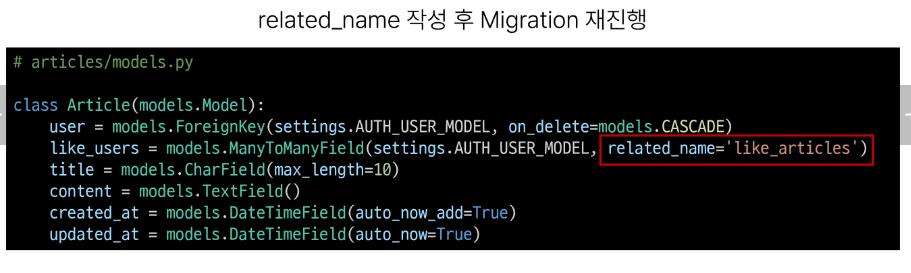 related_name 작성 후 Migration 재진행
# articles/models.py
class Article(models.Model):
    user = models.ForeignKey(settings.AUTH_USER_MODEL, on_delete=models.CASCADE)
    like_users = models.ManyToManyField(settings.AUTH_USER_MODEL, related_name='like_articles')
    title = models.CharField(max_length=10)
    content = models.TextField()
    created_at = models.DateTimeField(auto_now_add=True)
    updated_at = models.DateTimeField(auto_now=True)